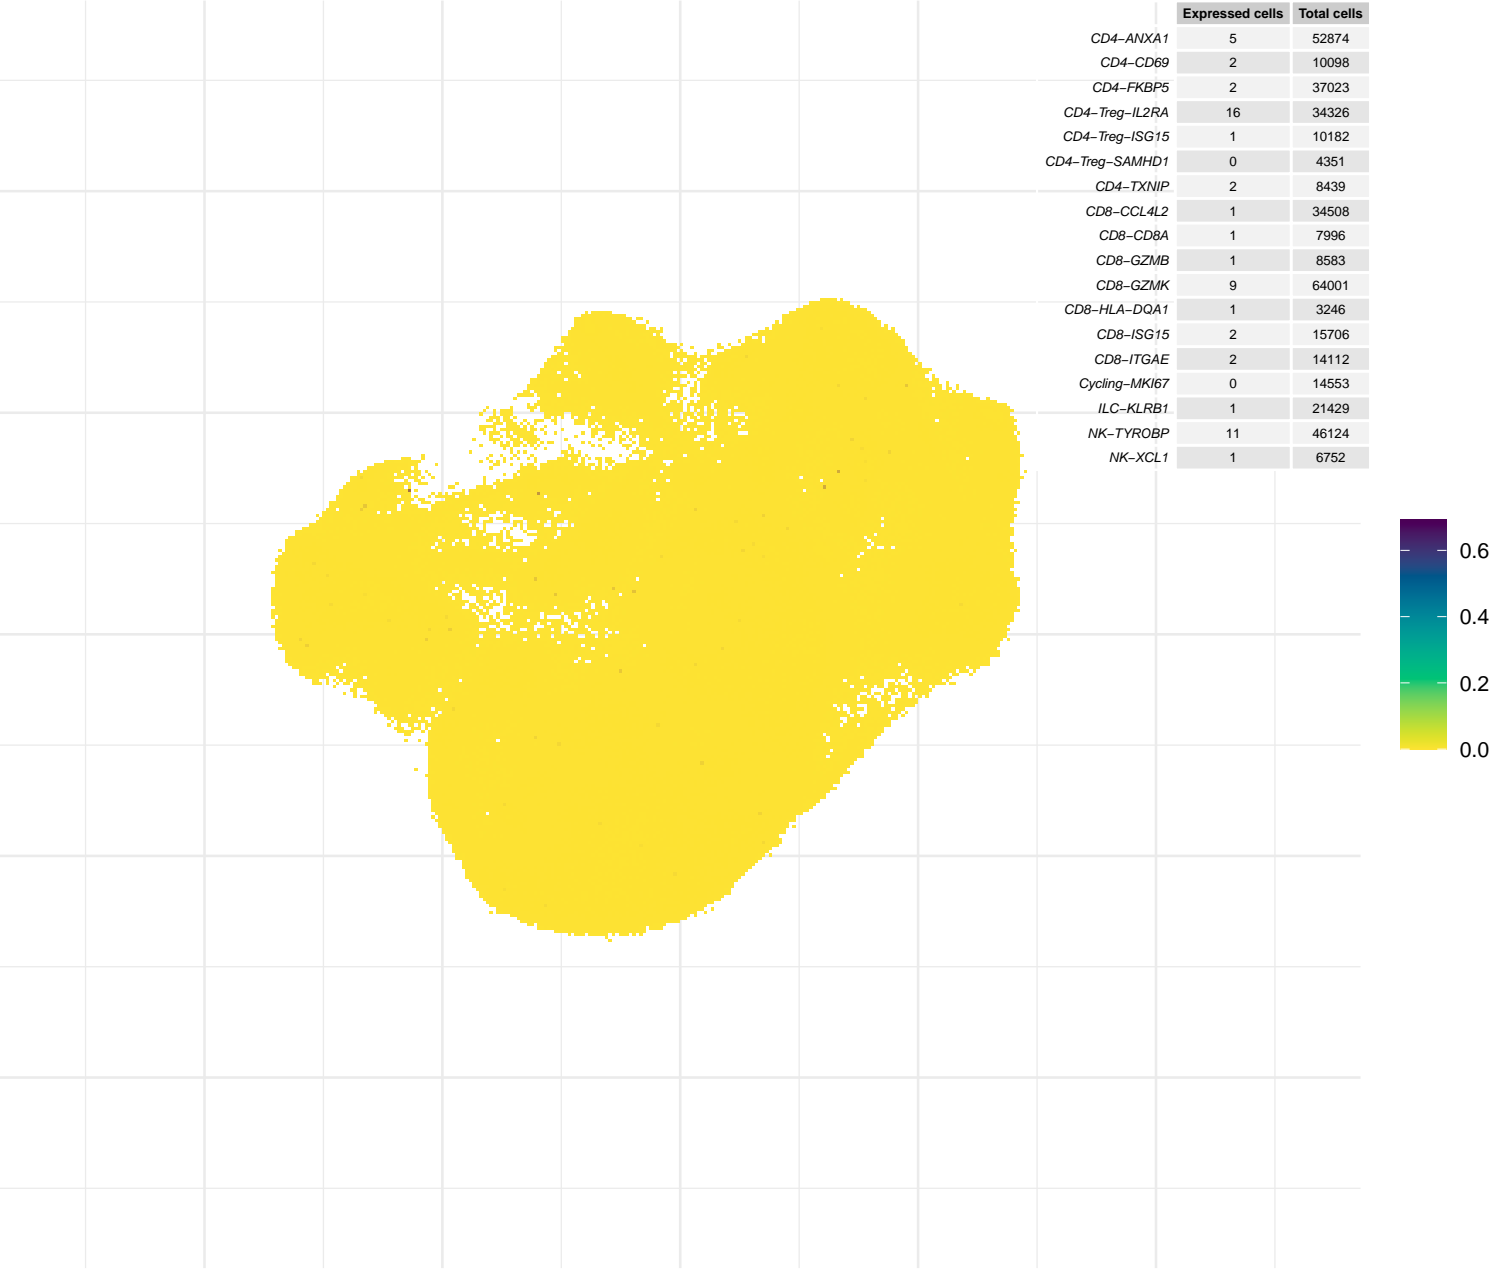 Expressed cells Total cells
CD4−ANXA1 5 52874
CD4−CD69 2 10098
CD4−FKBP5 2 37023
CD4−Treg−IL2RA 16 34326
CD4−Treg−ISG15 1 10182
CD4−Treg−SAMHD1 0 4351
CD4−TXNIP 2 8439
CD8−CCL4L2 1 34508
CD8−CD8A 1 7996
CD8−GZMB 1 8583
CD8−GZMK 9 64001
CD8−HLA−DQA1 1 3246
CD8−ISG15 2 15706
CD8−ITGAE 2 14112
Cycling−MKI67 0 14553
ILC−KLRB1 1 21429
NK−TYROBP 11 46124
NK−XCL1 1 6752
0.6
0.4
0.2
0.0